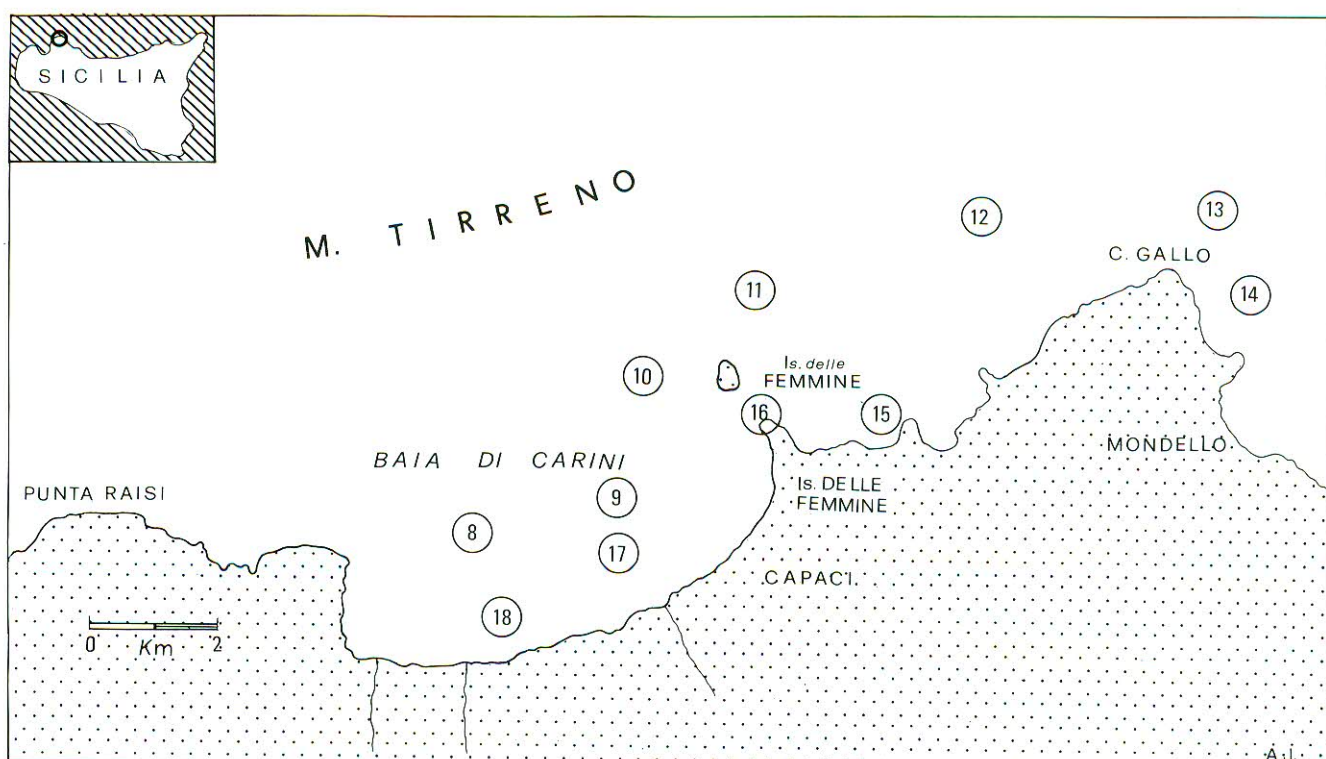 SICILIA
M. TIRRENO
12
13
C. GALLO
11
14
10
Is. delle
FEMMINE
16
15
MONDELLO
BAIA DI CARINI
PUNTA RAISI
9
Is. DELLE
FEMMINE
8
17
CAPACI
18
0 Km 2
A.I.